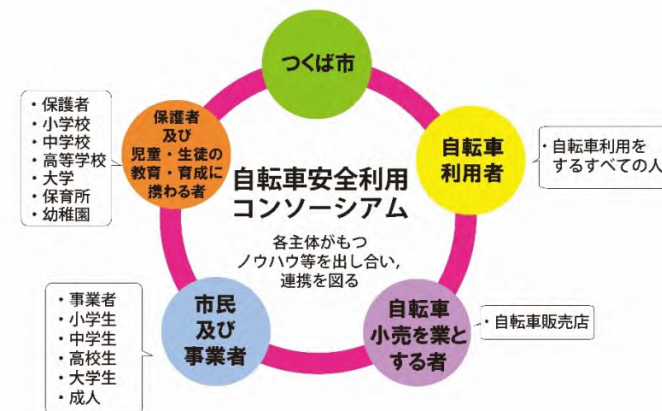 つくば市
・保護者
・小学校
・中学校
・高等学校
・大学
・保育所
・幼稚園
保護者
及び
児童・生徒の
教育・育成に
携わる者
自転車
利用者
・自転車利用を
するすべての人
自転車安全利用
コンソーシアム
各主体がもつ
ノウハウ等を出し合い,
連携を図る
・事業者
・小学生
・中学生
・高校生
・大学生
・成人
市民
及び
事業者
自転車
小売を業と
する者
・自転車販売店